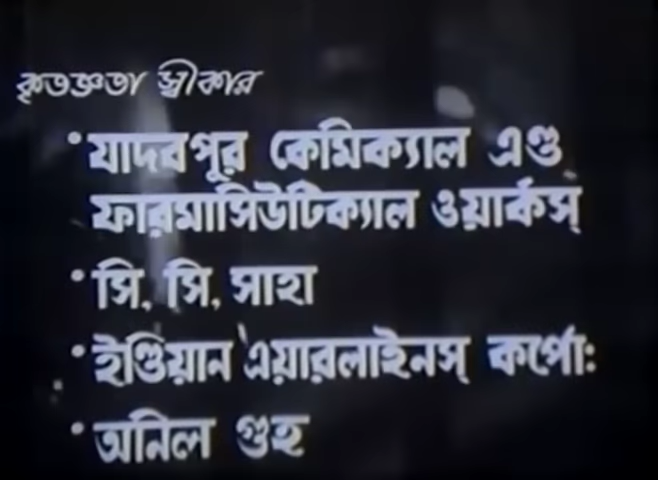 কৃতজ্ঞতা স্বীকার
• যাদবপুর কেমিক্যাল এণ্ড
ফারমাসিউটিক্যাল ওয়ার্কস্
• সি, সি, সাহা
• ইণ্ডিয়ান এয়ারলাইনস্ কর্পো:
• অনিল গুহ